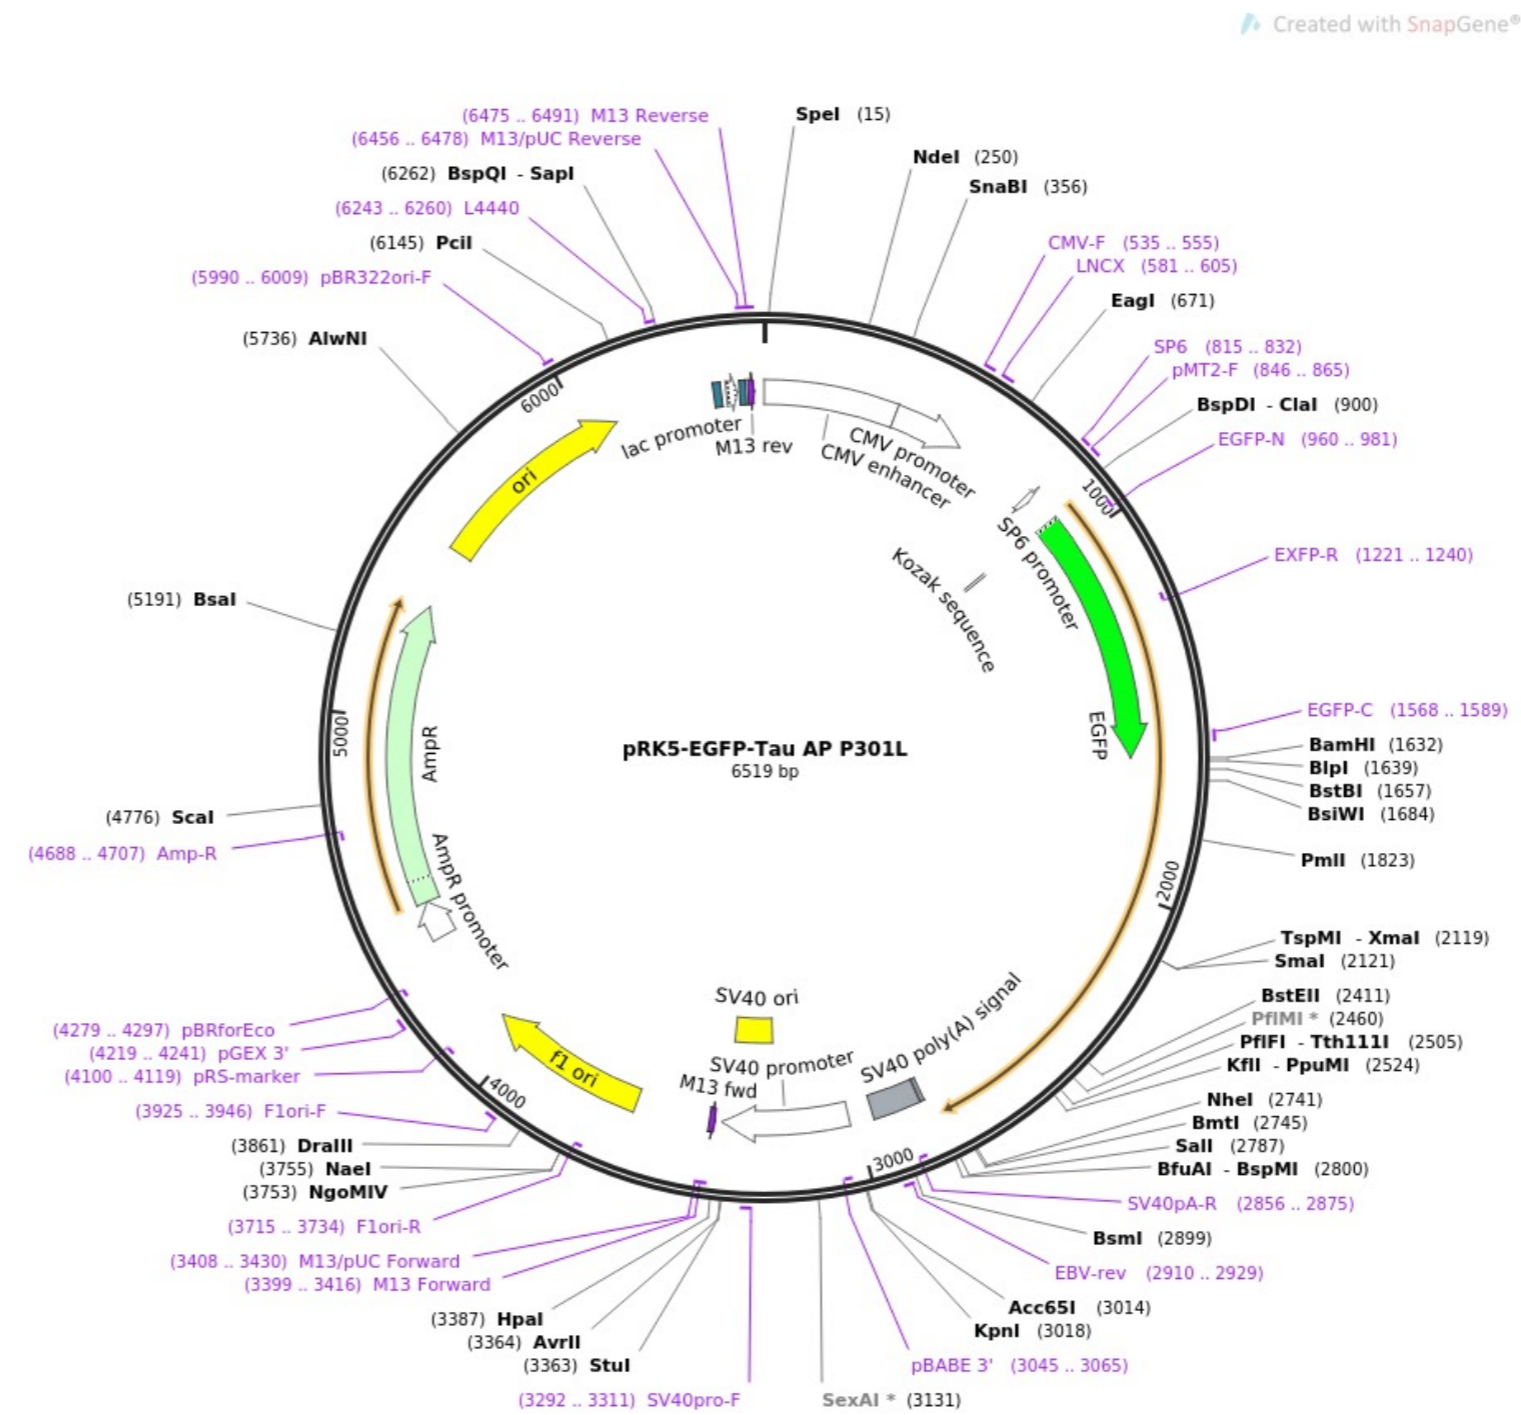 Created with SnapGene®
(6475 .. 6491) M13 Reverse
(6456 .. 6478) M13/pUC Reverse
(6262) BspQI - SapI
(6243 .. 6260) L4440
(6145) PciI
(5990 .. 6009) pBR322ori-F
(5736) AlwNI
(5191) BsaI
(4776) ScaI
(4688 .. 4707) Amp-R
(4279 .. 4297) pBRforEco
(4219 .. 4241) pGEX 3'
(4100 .. 4119) pRS-marker
(3925 .. 3946) F1ori-F
(3861) DraIII
(3755) NaeI
(3753) NgoMIV
(3715 .. 3734) F1ori-R
(3408 .. 3430) M13/pUC Forward
(3399 .. 3416) M13 Forward
(3387) HpaI
(3364) AvrII
(3363) StuI
(3292 .. 3311) SV40pro-F
SpeI (15)
NdeI (250)
SnaBI (356)
CMV-F (535 .. 555)
LNCX (581 .. 605)
EagI (671)
SP6 (815 .. 832)
pMT2-F (846 .. 865)
BspDI - ClaI (900)
EGFP-N (960 .. 981)
EXFP-R (1221 .. 1240)
EGFP-C (1568 .. 1589)
BamHI (1632)
BlpI (1639)
BstBI (1657)
BsiWI (1684)
PmlI (1823)
TspMI - XmaI (2119)
SmaI (2121)
BstEII (2411)
PflMI * (2460)
PflFI - Tth111I (2505)
KflI - PpuMI (2524)
NheI (2741)
BmtI (2745)
SalI (2787)
BfuAI - BspMI (2800)
SV40pA-R (2856 .. 2875)
BsmI (2899)
EBV-rev (2910 .. 2929)
Acc65I (3014)
KpnI (3018)
pBABE 3' (3045 .. 3065)
SexAI * (3131)
1000
2000
3000
4000
5000
6000
lac promoter
M13 rev
CMV promoter
CMV enhancer
SP6 promoter
Kozak sequence
EGFP
ori
AmpR
AmpR promoter
pRK5-EGFP-Tau AP P301L
6519 bp
SV40 ori
SV40 promoter
SV40 poly(A) signal
M13 fwd
f1 ori